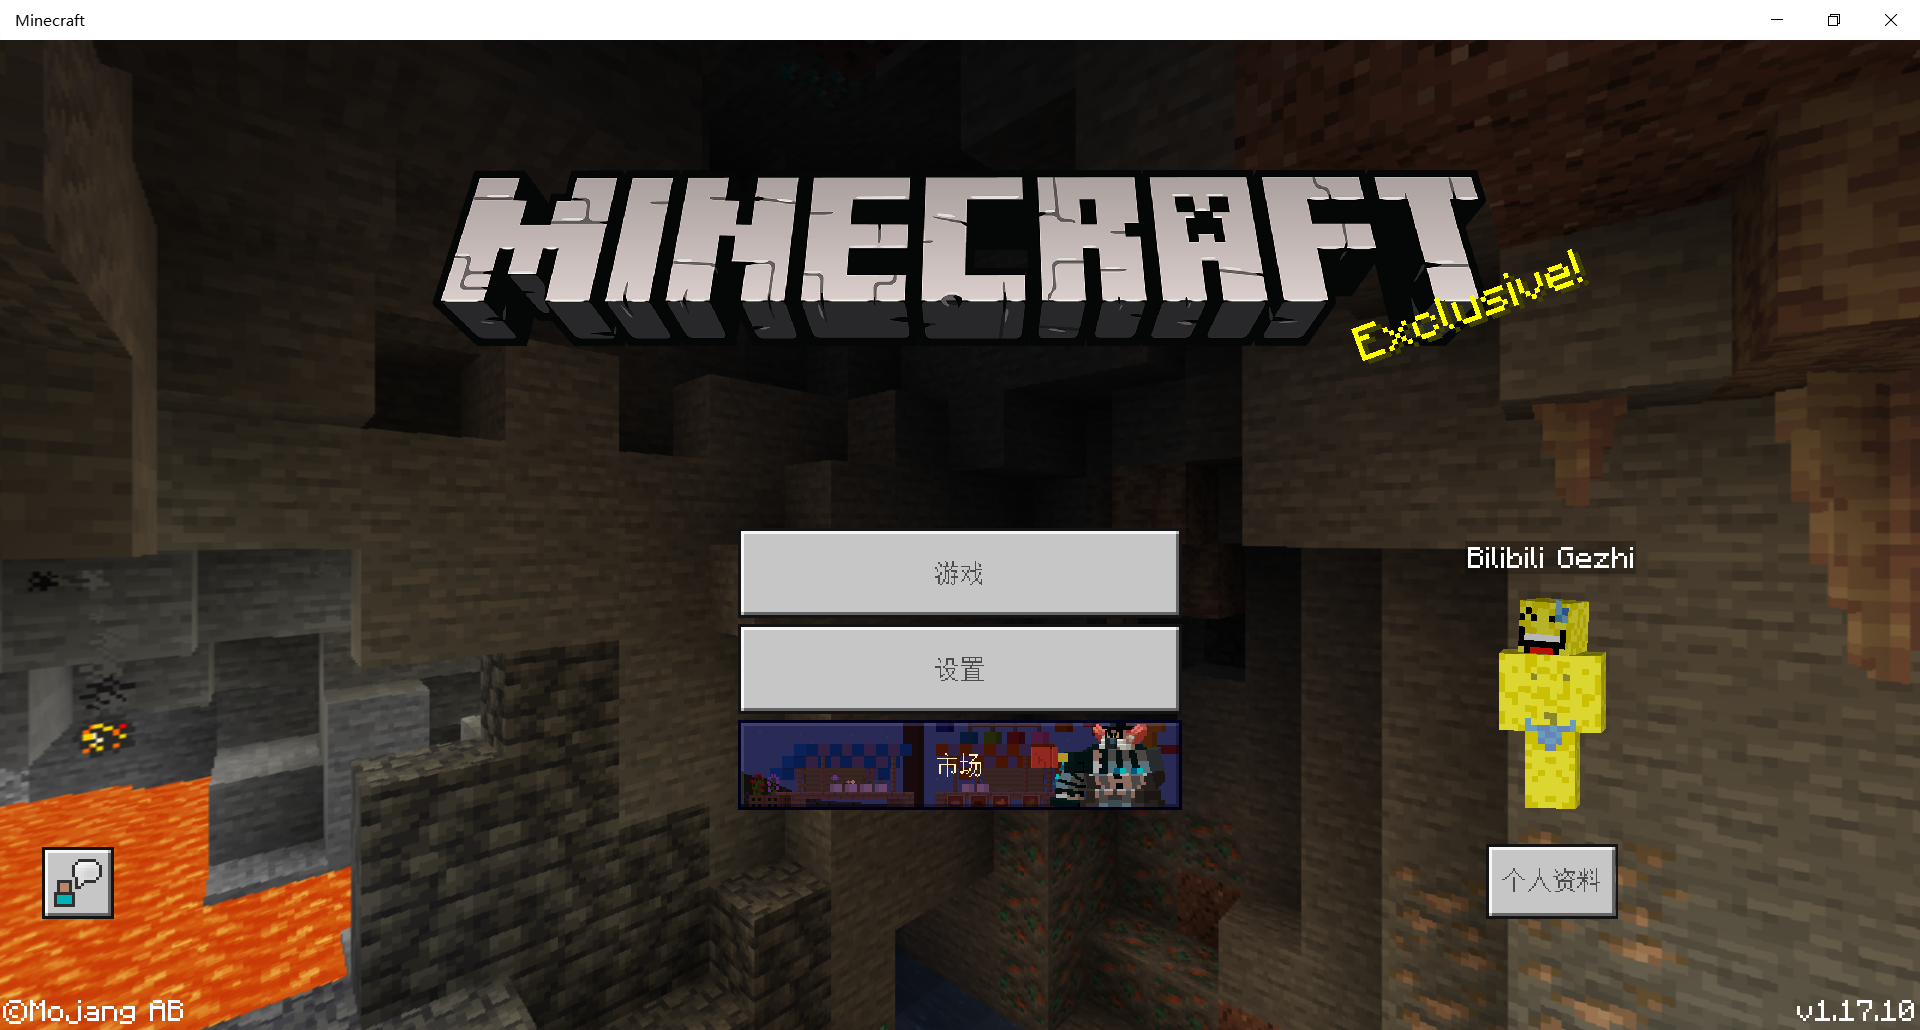 Minecraft
MINECRAFT
Exclusive!
游戏
Bilibili Gezhi
设置
市场
个人资料
©Mojang AB
v1.17.10